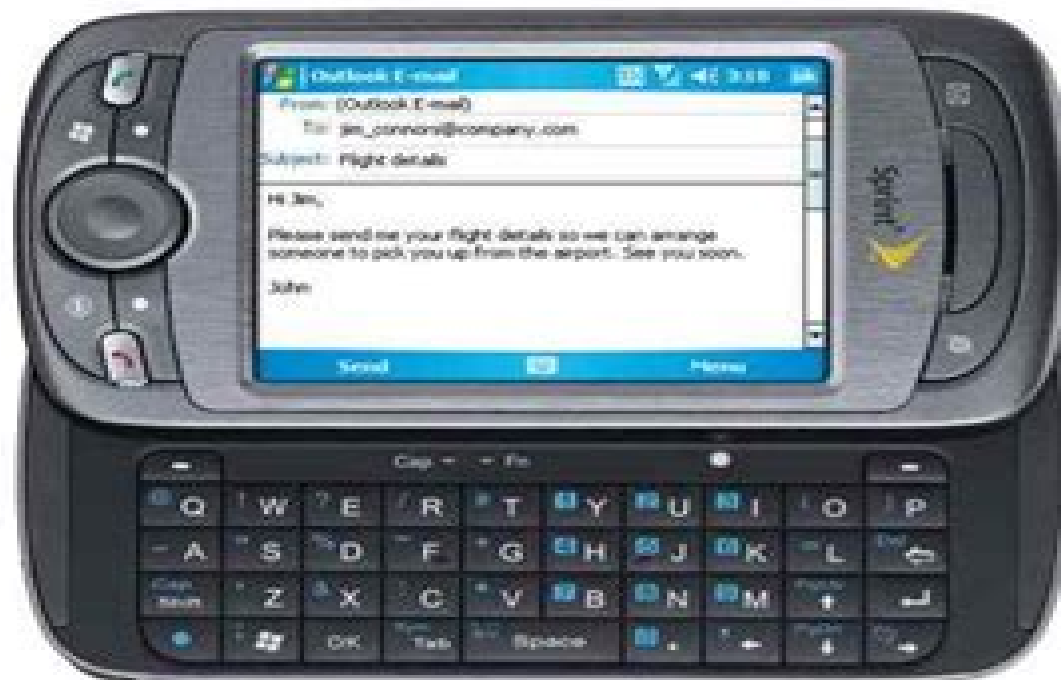 Outlook E-mail 3:18 ok
From: (Outlook E-mail)
To: jim_connors@company.com
Subject: Flight details
Hi Jim,
Please send me your flight details so we can arrange
someone to pick you up from the airport. See you soon.
John
Send Menu
Sprint
Cap Fn
Q W E R T Y U I O P
A S D F G H J K L
Z X C V B N M
OK Tab Space